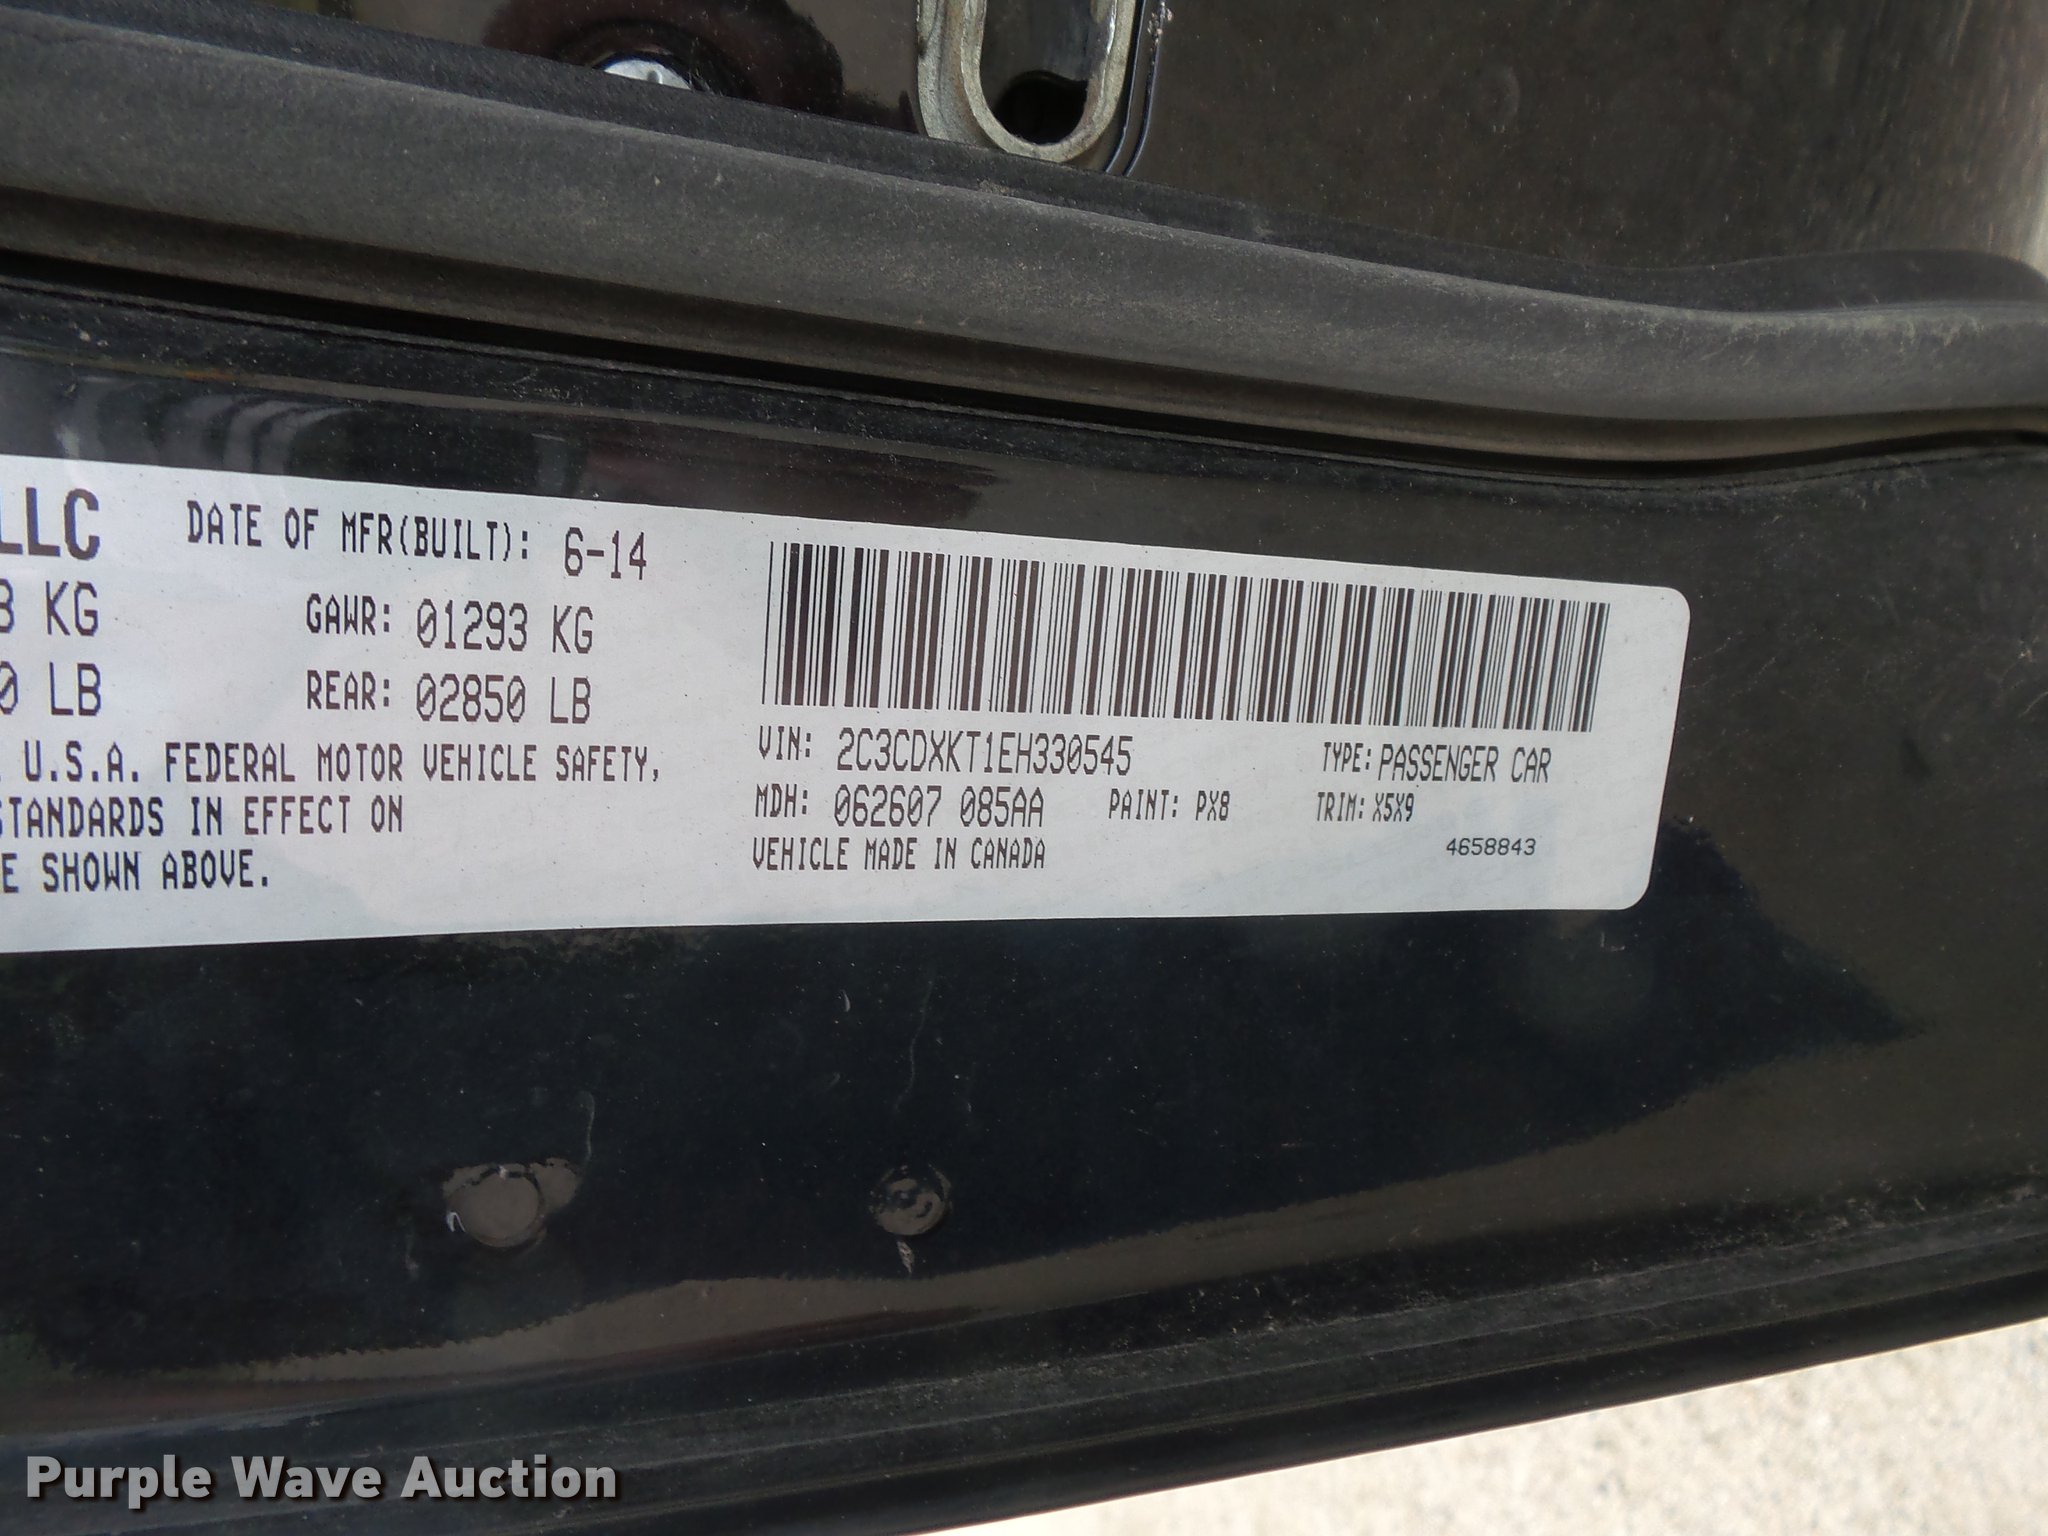 LLC DATE OF MFR(BUILT): 6-14
KG GAWR: 01293 KG
0 LB REAR: 02850 LB
U.S.A. FEDERAL MOTOR VEHICLE SAFETY,
STANDARDS IN EFFECT ON
E SHOWN ABOVE.
VIN: 2C3CDXKT1EH330545 TYPE: PASSENGER CAR
MDH: 062607 085AA PAINT: PX8 TRIM: X5X9
VEHICLE MADE IN CANADA
4658843
Purple Wave Auction